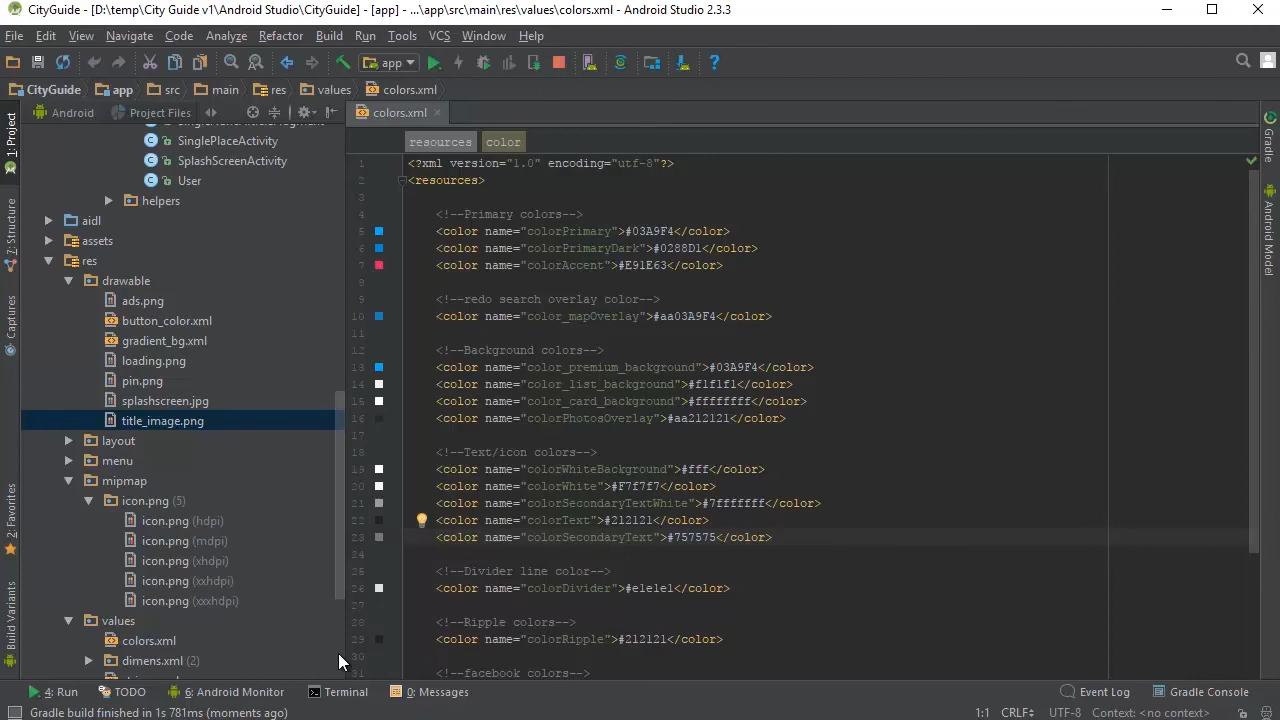 CityGuide - [D:\temp\City Guide v1\Android Studio\CityGuide] - [app] - ...\app\src\main\res\values\colors.xml - Android Studio 2.3.3
File Edit View Navigate Code Analyze Refactor Build Run Tools VCS Window Help
app
CityGuide app src main res values colors.xml
Android Project Files
colors.xml
resources color
SinglePlaceActivity
SplashScreenActivity
User
helpers
aidl
assets
res
drawable
ads.png
button_color.xml
gradient_bg.xml
loading.png
pin.png
splashscreen.jpg
title_image.png
layout
menu
mipmap
icon.png (5)
icon.png (hdpi)
icon.png (mdpi)
icon.png (xhdpi)
icon.png (xxhdpi)
icon.png (xxxhdpi)
values
colors.xml
dimens.xml (2)
1 <?xml version="1.0" encoding="utf-8"?>
2 <resources>
3
4 <!--Primary colors-->
5 <color name="colorPrimary">#03A9F4</color>
6 <color name="colorPrimaryDark">#0288D1</color>
7 <color name="colorAccent">#E91E63</color>
8
9 <!--redo search overlay color-->
10 <color name="color_mapOverlay">#aa03A9F4</color>
11
12 <!--Background colors-->
13 <color name="color_premium_background">#03A9F4</color>
14 <color name="color_list_background">#f1f1f1</color>
15 <color name="color_card_background">#ffffffff</color>
16 <color name="colorPhotosOverlay">#aa212121</color>
17
18 <!--Text/icon colors-->
19 <color name="colorWhiteBackground">#fff</color>
20 <color name="colorWhite">#F7f7f7</color>
21 <color name="colorSecondaryTextWhite">#7fffffff</color>
22 <color name="colorText">#212121</color>
23 <color name="colorSecondaryText">#757575</color>
24
25 <!--Divider line color-->
26 <color name="colorDivider">#e1e1e1</color>
27
28 <!--Ripple colors-->
29 <color name="colorRipple">#212121</color>
30
31 <!--facebook colors-->
1: Project
7: Structure
Captures
2: Favorites
Build Variants
Gradle
Android Model
4: Run TODO 6: Android Monitor Terminal 0: Messages Event Log Gradle Console
Gradle build finished in 1s 781ms (moments ago) 1:1 CRLF UTF-8 Context: <no context>